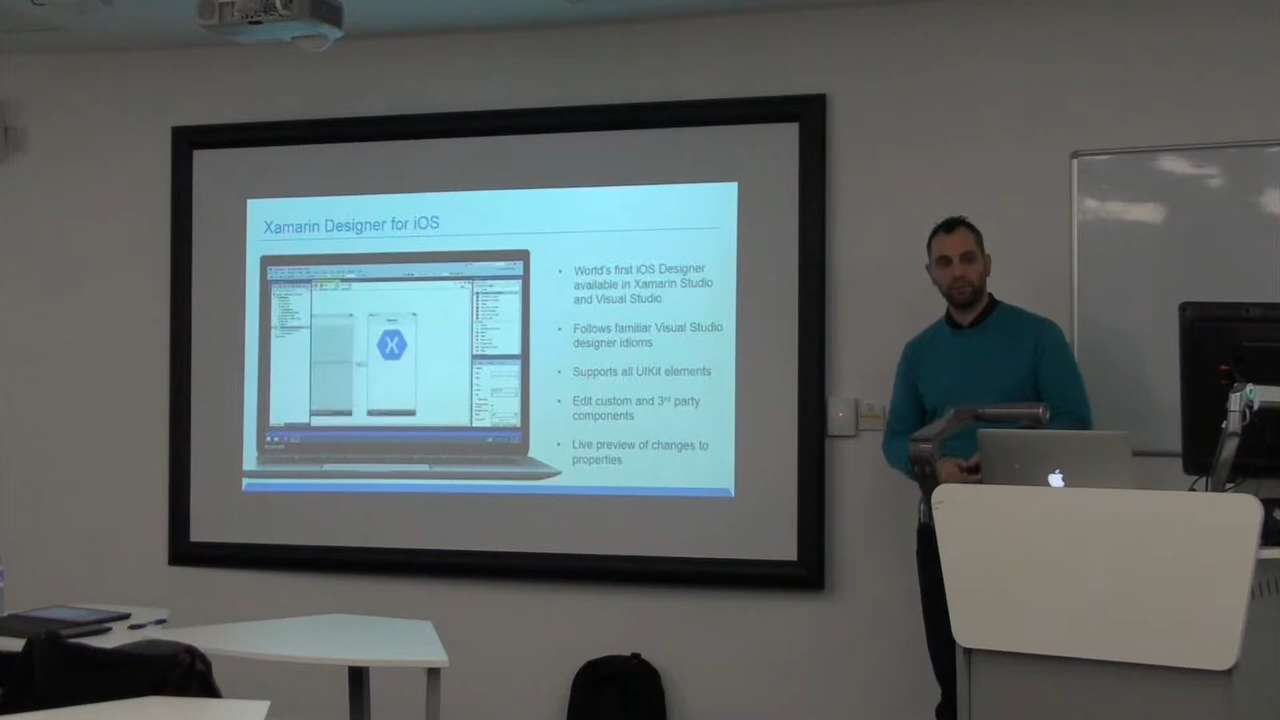 Xamarin Designer for iOS
• World's first iOS Designer
available in Xamarin Studio
and Visual Studio
• Follows familiar Visual Studio
designer idioms
• Supports all UIKit elements
• Edit custom and 3rd party
components
• Live preview of changes to
properties